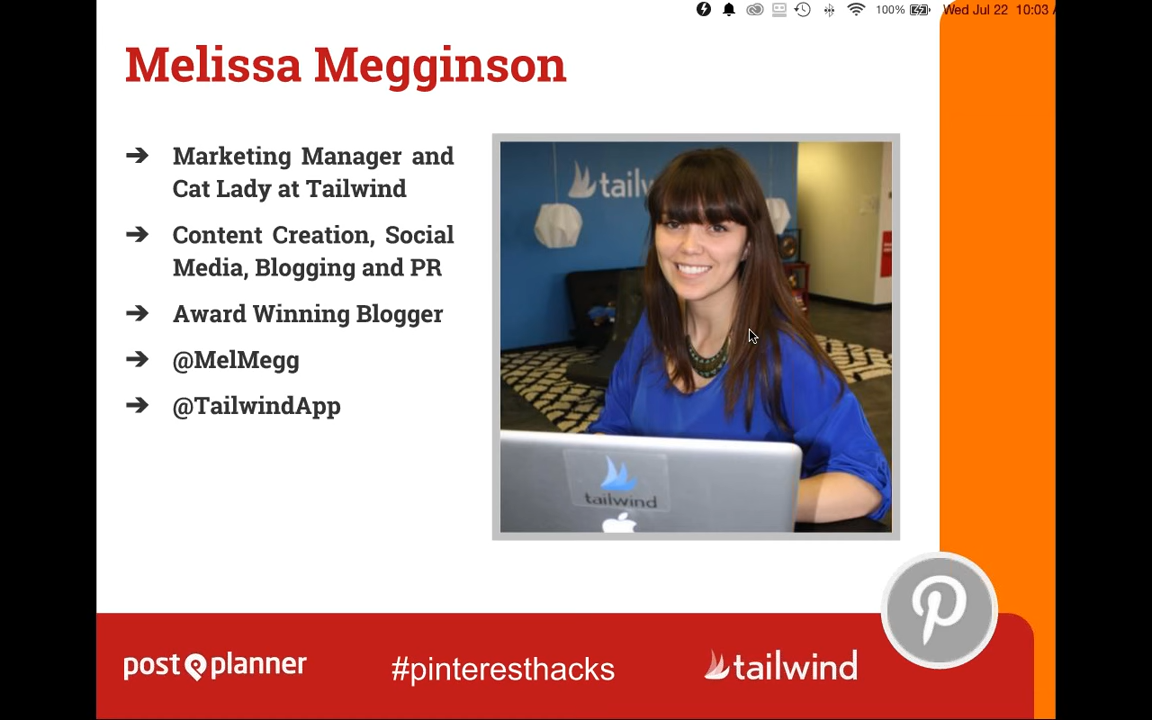 100% Wed Jul 22 10:03
Melissa Megginson
➔ Marketing Manager and
Cat Lady at Tailwind
➔ Content Creation, Social
Media, Blogging and PR
➔ Award Winning Blogger
➔ @MelMegg
➔ @TailwindApp
tailw
tailwind
post planner
#pinteresthacks
tailwind